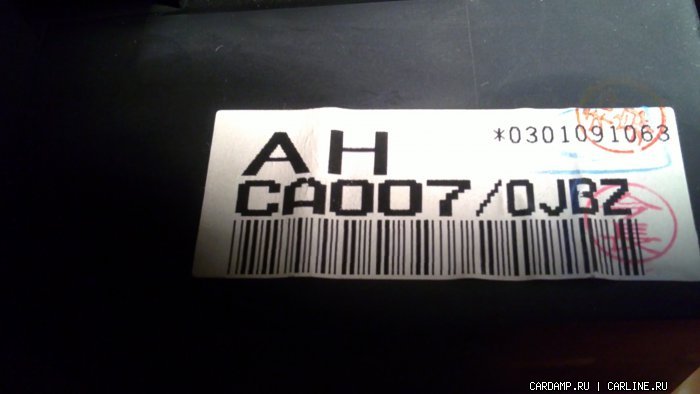 AH
*0301091063
CA007/0JBZ
CARDAMP.RU | CARLINE.RU